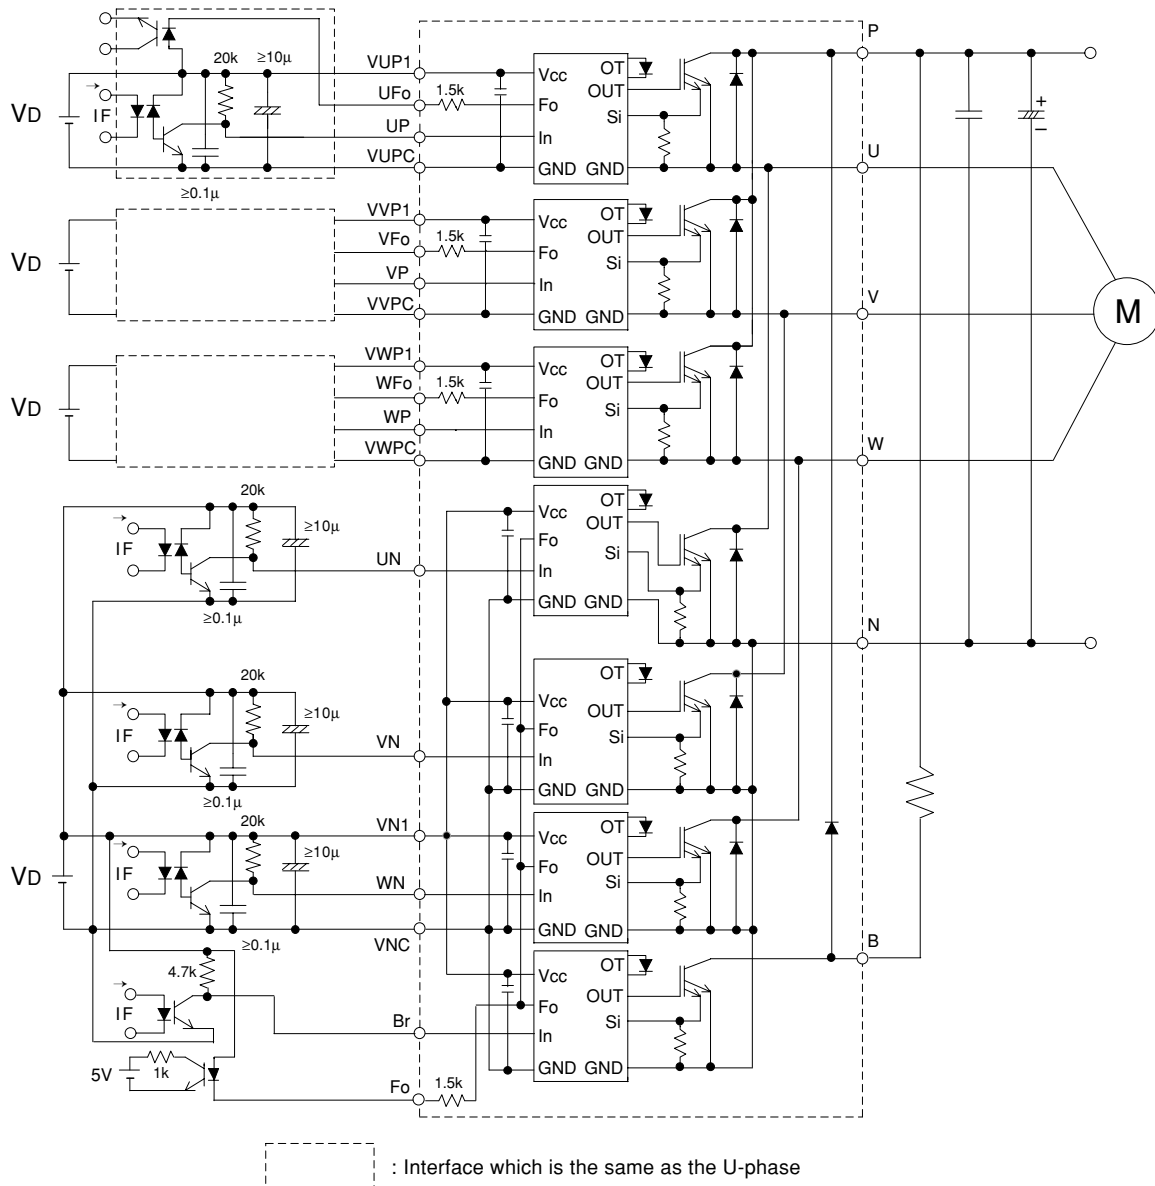 P
20k
≥10μ
VUP1
Vcc
OT
+
UFo
1.5k
OUT
VD
→
IF
Fo
Si
–
UP
In
VUPC
GND GND
U
≥0.1μ
VVP1
Vcc
OT
VFo
1.5k
OUT
VD
Fo
Si
VP
In
VVPC
GND GND
V
M
VWP1
Vcc
OT
WFo
1.5k
OUT
VD
Fo
Si
WP
In
VWPC
GND GND
W
20k
→
IF
≥10μ
Vcc
OT
OUT
Fo
Si
UN
In
≥0.1μ
GND GND
N
20k
→
IF
≥10μ
Vcc
OT
OUT
Fo
Si
VN
In
≥0.1μ
GND GND
20k
VN1
Vcc
OT
→
IF
≥10μ
OUT
VD
Fo
Si
WN
In
≥0.1μ
VNC
GND GND
B
4.7k
Vcc
OT
→
IF
OUT
Fo
Si
Br
In
5V
1k
GND GND
Fo
1.5k
: Interface which is the same as the U-phase